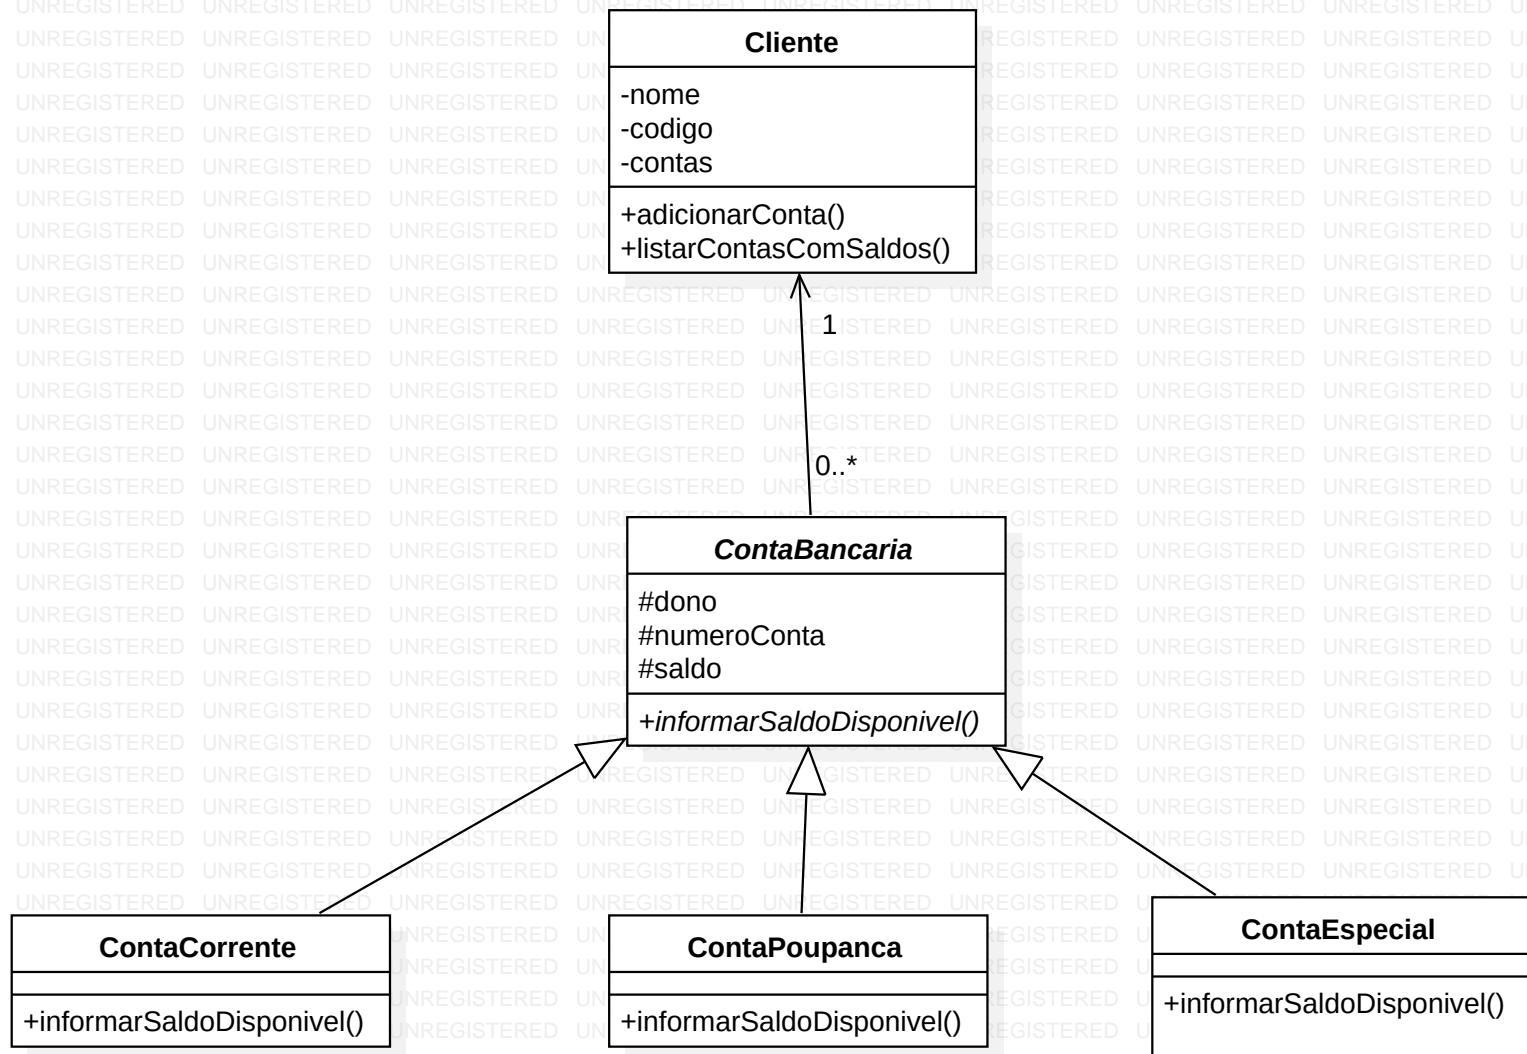 Cliente
-nome
-codigo
-contas
+adicionarConta()
+listarContasComSaldos()
1
0..*
ContaBancaria
#dono
#numeroConta
#saldo
+informarSaldoDisponivel()
ContaCorrente
+informarSaldoDisponivel()
ContaPoupanca
+informarSaldoDisponivel()
ContaEspecial
+informarSaldoDisponivel()
UNREGISTERED